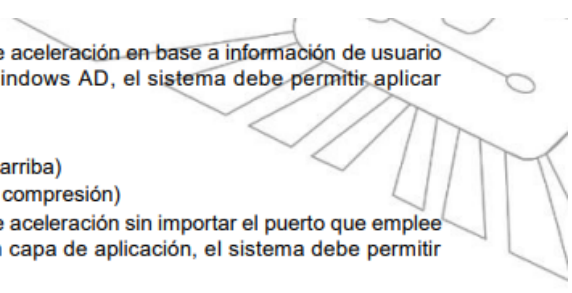 e aceleración en base a información de usuario
indows AD, el sistema debe permitir aplicar
arriba)
compresión)
e aceleración sin importar el puerto que emplee
capa de aplicación, el sistema debe permitir